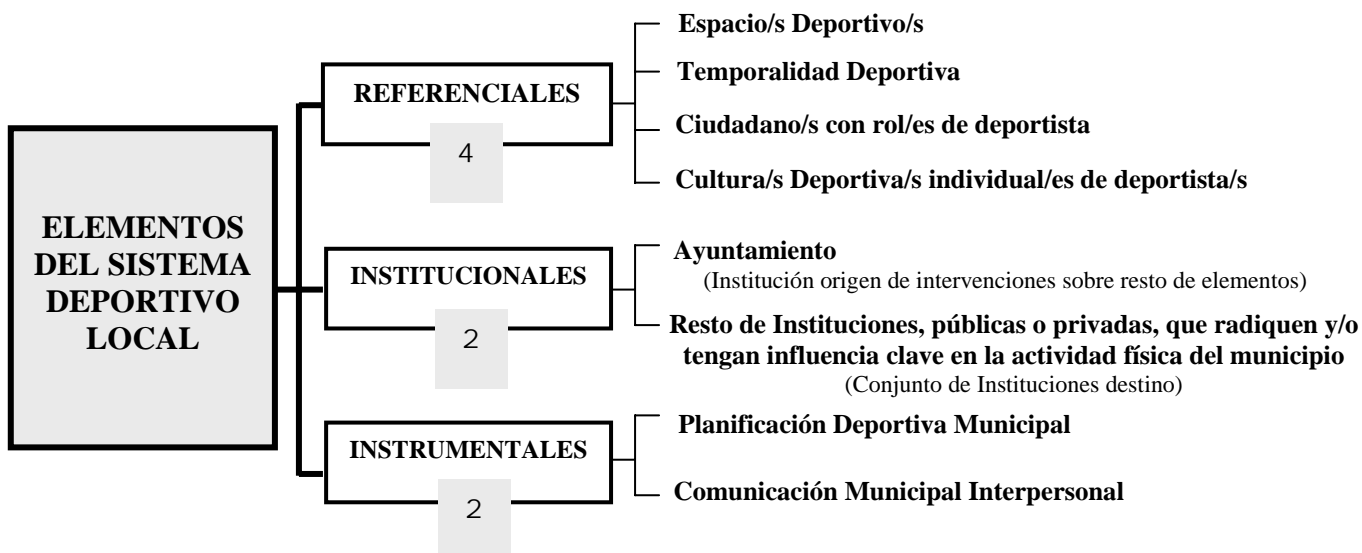 ELEMENTOS
DEL SISTEMA
DEPORTIVO
LOCAL
REFERENCIALES
4
Espacio/s Deportivo/s
Temporalidad Deportiva
Ciudadano/s con rol/es de deportista
Cultura/s Deportiva/s individual/es de deportista/s
INSTITUCIONALES
2
Ayuntamiento
(Institución origen de intervenciones sobre resto de elementos)
Resto de Instituciones, públicas o privadas, que radiquen y/o
tengan influencia clave en la actividad física del municipio
(Conjunto de Instituciones destino)
INSTRUMENTALES
2
Planificación Deportiva Municipal
Comunicación Municipal Interpersonal